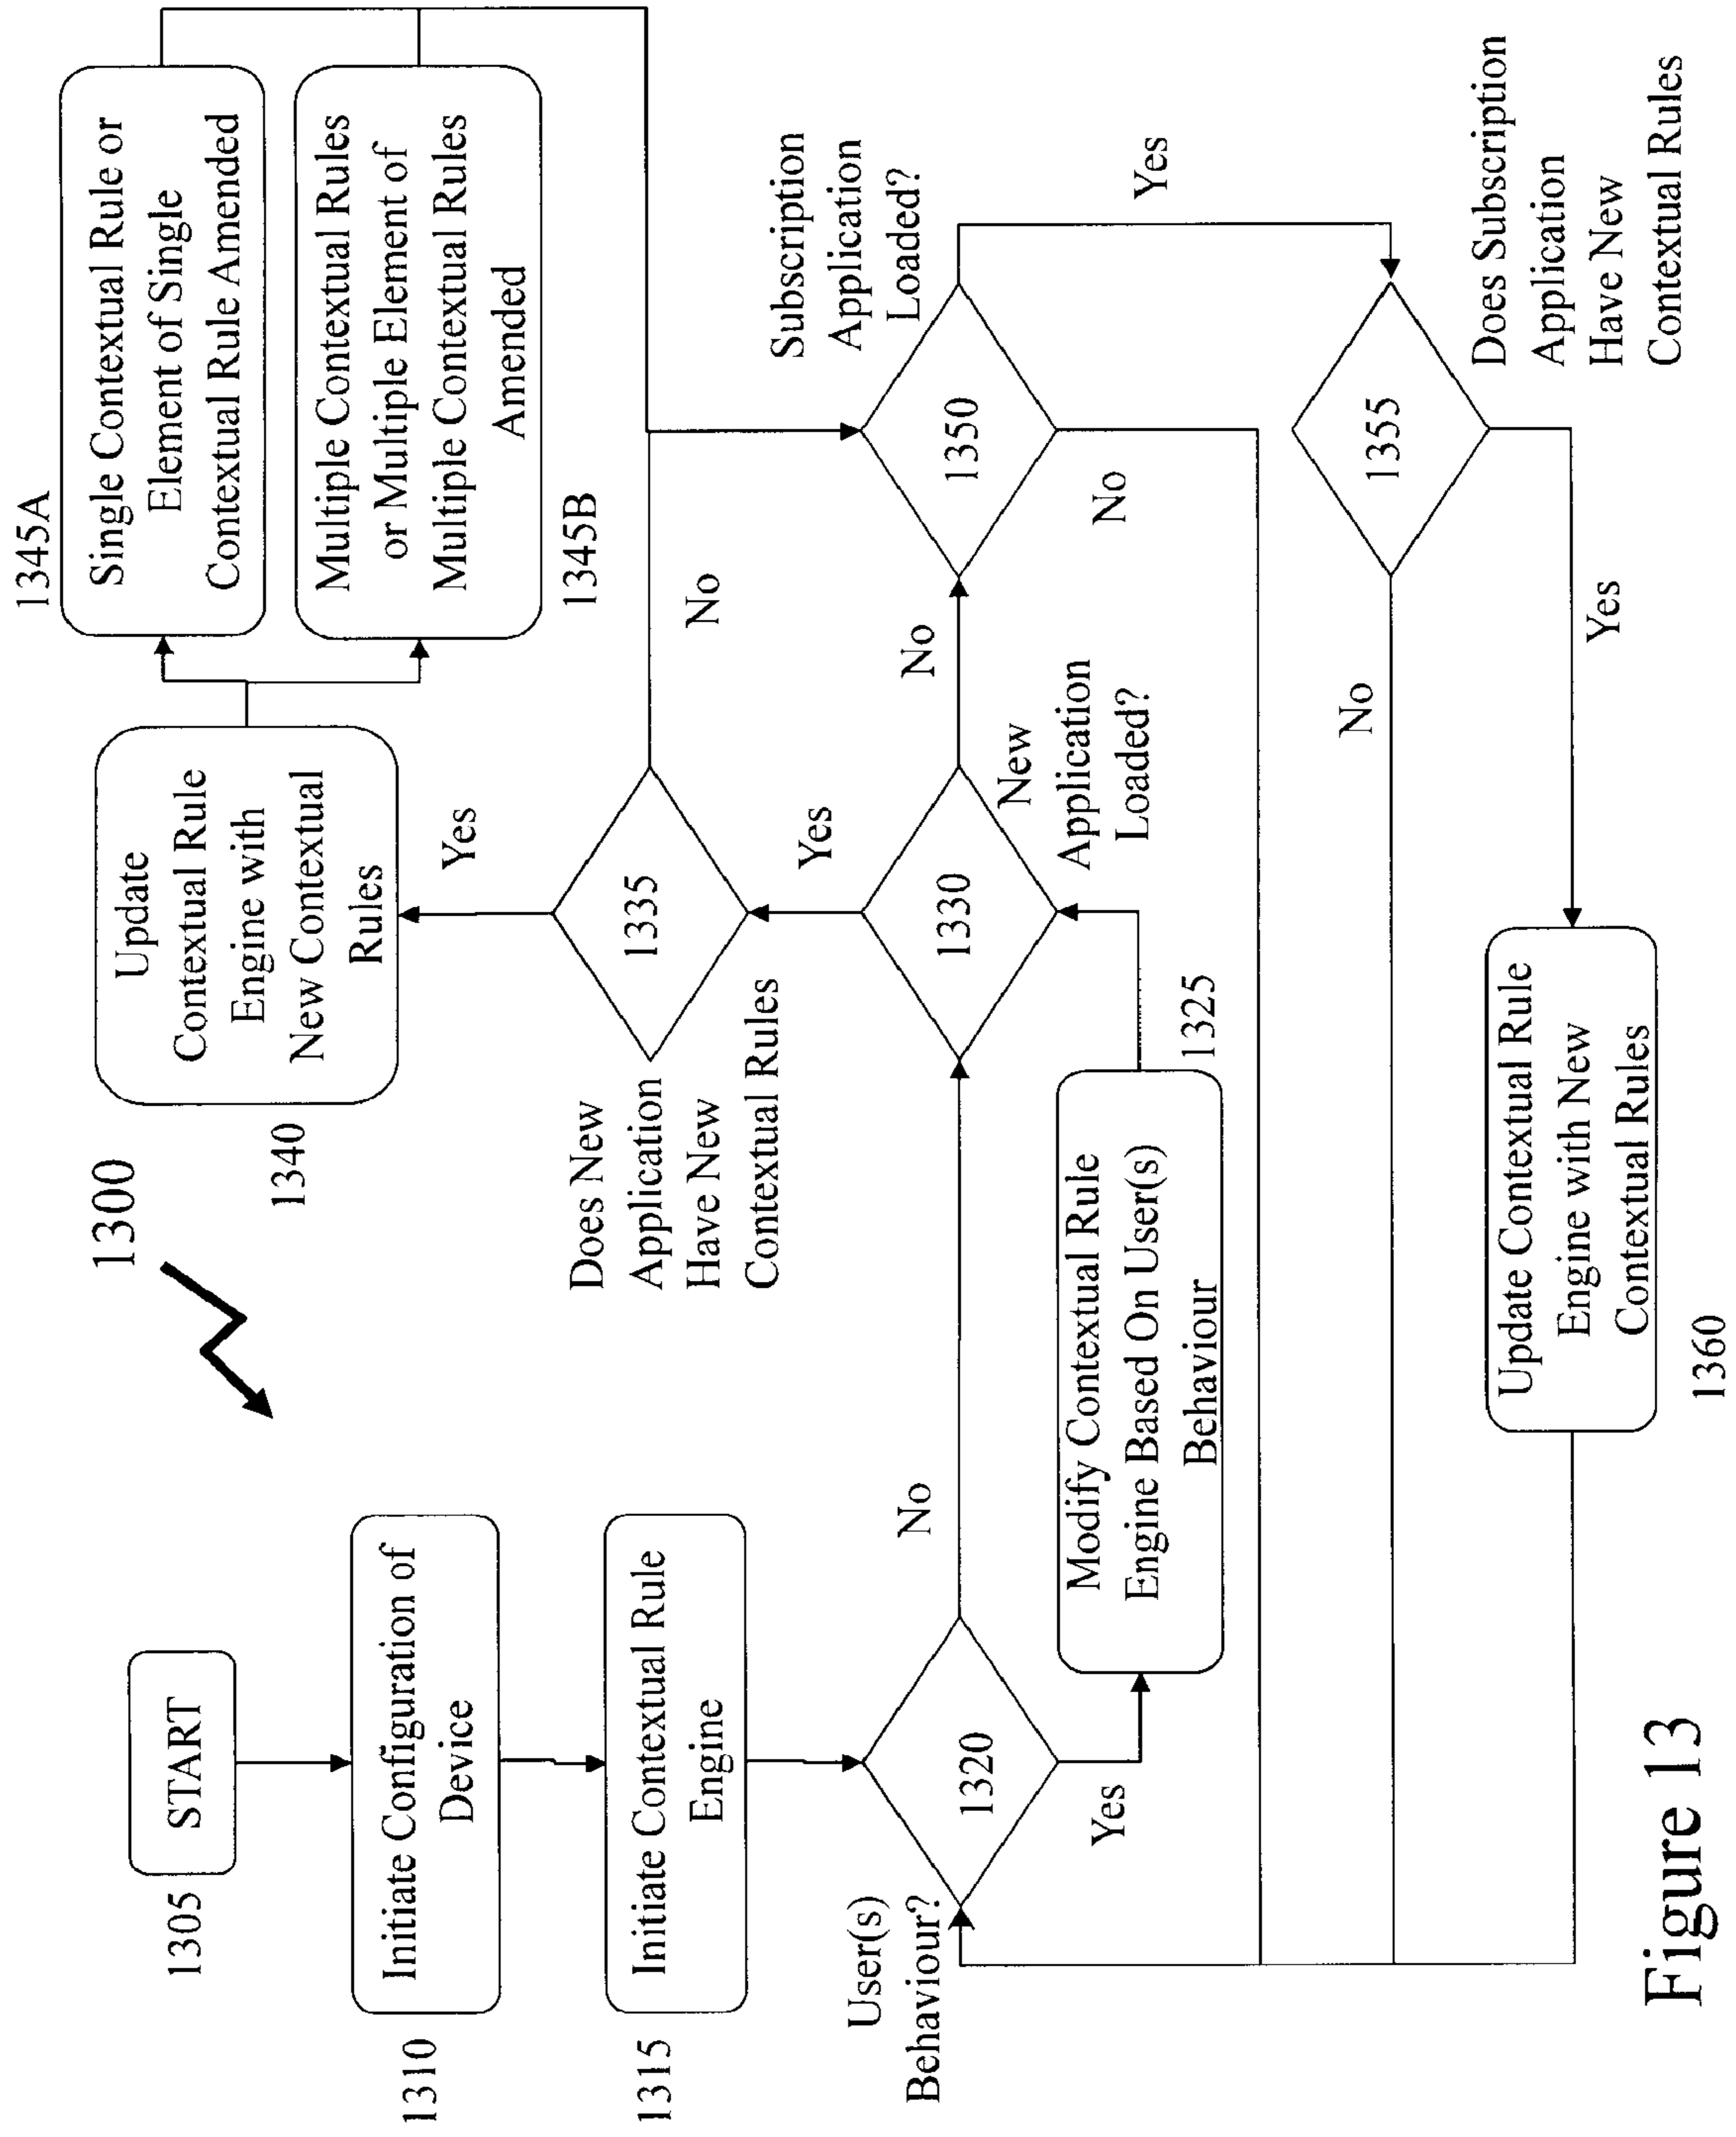 1300
START
1305
Initiate Configuration of
Device
1310
Initiate Contextual Rule
Engine
1315
User(s)
Behaviour?
1320
No
Yes
Modify Contextual Rule
Engine Based On User(s)
Behaviour
1325
New
Application
Loaded?
1330
Yes
No
Does New
Application
Have New
Contextual Rules
1335
Yes
No
Update
Contextual Rule
Engine with
New Contextual
Rules
1340
1345A
Single Contextual Rule or
Element of Single
Contextual Rule Amended
Multiple Contextual Rules
or Multiple Element of
Multiple Contextual Rules
Amended
1345B
Subscription
Application
Loaded?
1350
Yes
No
Does Subscription
Application
Have New
Contextual Rules
1355
No
Yes
Update Contextual Rule
Engine with New
Contextual Rules
1360
Figure 13